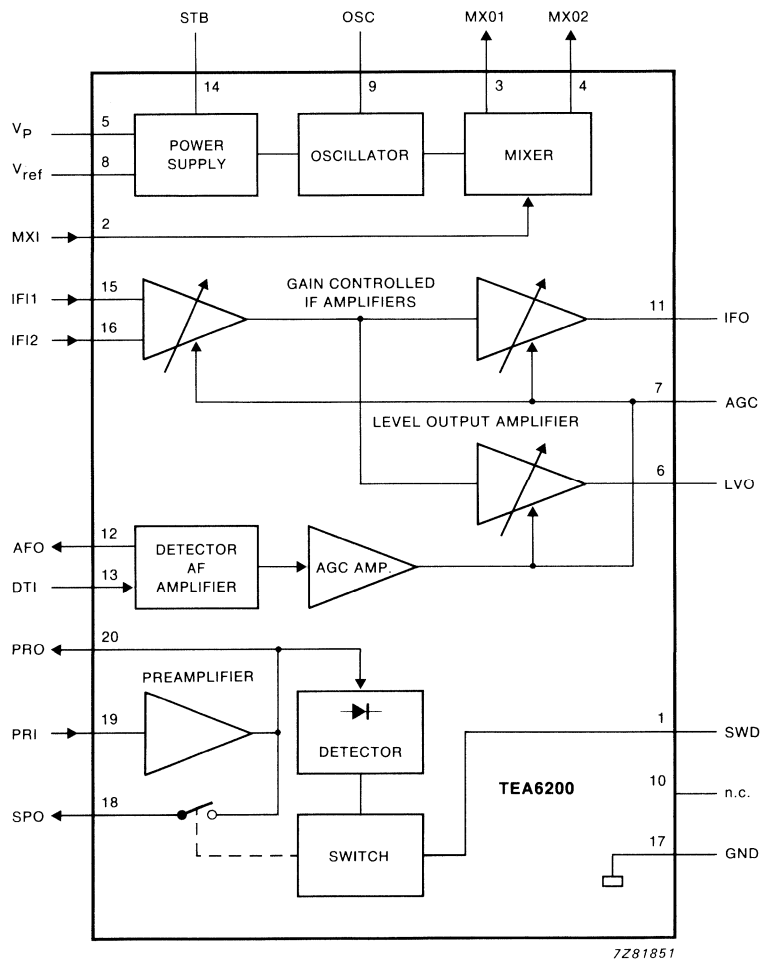 STB OSC MX01 MX02
14 9 3 4
VP 5
Vref 8
POWER
SUPPLY
OSCILLATOR
MIXER
MXI 2
IFI1 15
IFI2 16
GAIN CONTROLLED
IF AMPLIFIERS
11 IFO
7 AGC
LEVEL OUTPUT AMPLIFIER
6 LVO
AFO 12
DTI 13
DETECTOR
AF
AMPLIFIER
AGC AMP.
PRO 20
PREAMPLIFIER
PRI 19
DETECTOR
1 SWD
SPO 18
TEA6200
10 n.c.
SWITCH
17 GND
7Z81851